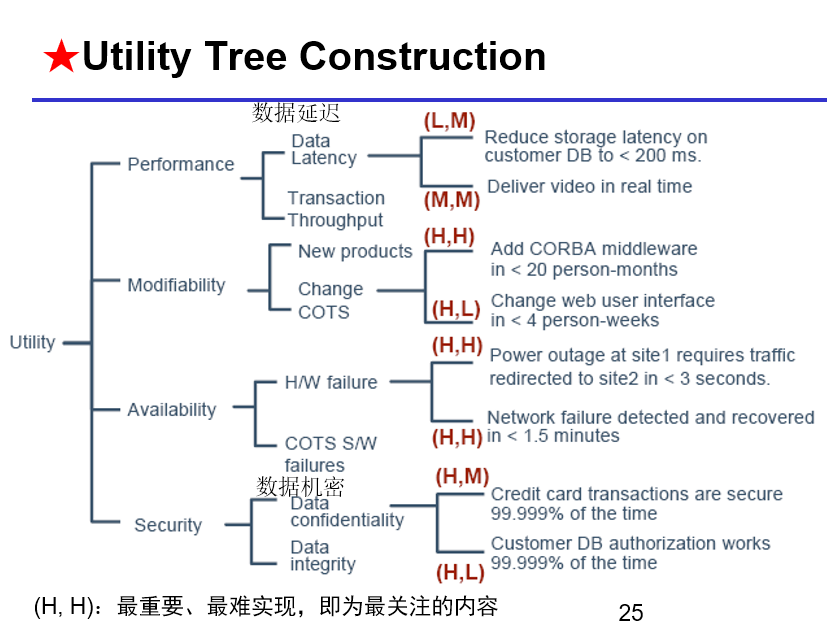 ★Utility Tree Construction
数据延迟
Utility
Performance
Data
Latency
(L,M)
Reduce storage latency on
customer DB to < 200 ms.
(M,M)
Deliver video in real time
Transaction
Throughput
Modifiability
New products
Change
COTS
(H,H)
Add CORBA middleware
in < 20 person-months
(H,L)
Change web user interface
in < 4 person-weeks
Availability
H/W failure
(H,H)
Power outage at site1 requires traffic
redirected to site2 in < 3 seconds.
(H,H)
Network failure detected and recovered
in < 1.5 minutes
COTS S/W
failures
Security
数据机密
Data
confidentiality
(H,M)
Credit card transactions are secure
99.999% of the time
(H,L)
Customer DB authorization works
99.999% of the time
Data
integrity
(H, H)：最重要、最难实现，即为最关注的内容
25